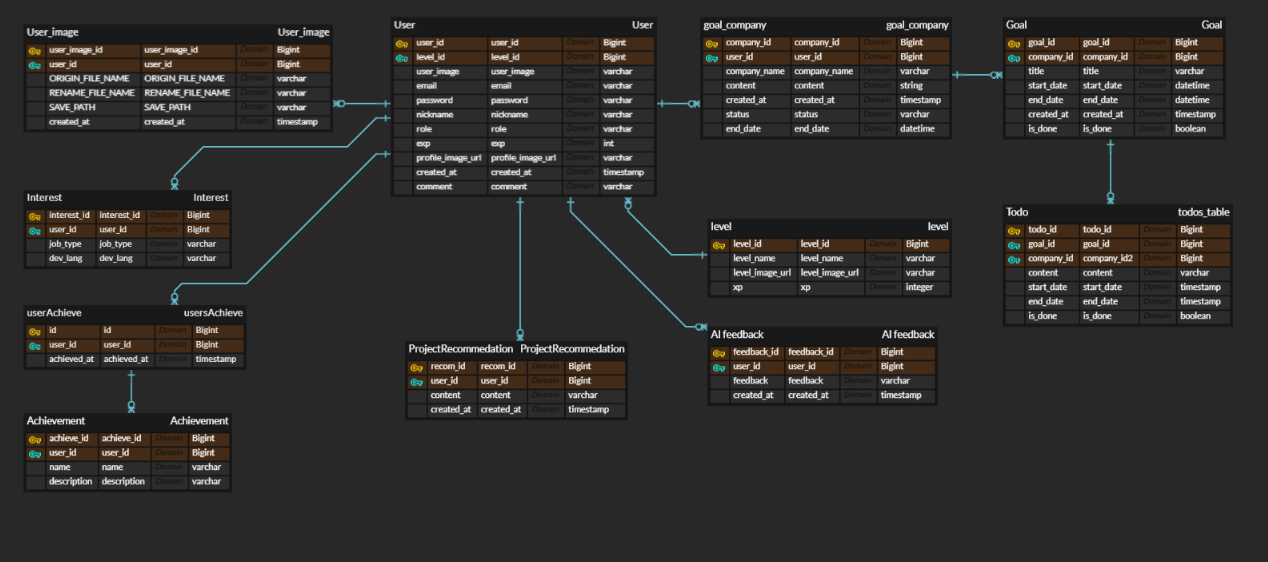 User_image User_image
user_image_id user_image_id Domain Bigint
user_id user_id Domain Bigint
ORIGIN_FILE_NAME ORIGIN_FILE_NAME Domain varchar
RENAME_FILE_NAME RENAME_FILE_NAME Domain varchar
SAVE_PATH SAVE_PATH Domain varchar
created_at created_at Domain timestamp
User User
user_id user_id Domain Bigint
level_id level_id Domain Bigint
user_image user_image Domain varchar
email email Domain varchar
password password Domain varchar
nickname nickname Domain varchar
role role Domain varchar
exp exp Domain int
profile_image_url profile_image_url Domain varchar
created_at created_at Domain timestamp
comment comment Domain varchar
goal_company goal_company
company_id company_id Domain Bigint
user_id user_id Domain Bigint
company_name company_name Domain varchar
content content Domain string
created_at created_at Domain timestamp
status status Domain varchar
end_date end_date Domain datetime
Goal Goal
goal_id goal_id Domain Bigint
company_id company_id Domain Bigint
title title Domain varchar
start_date start_date Domain datetime
end_date end_date Domain datetime
created_at created_at Domain timestamp
is_done is_done Domain boolean
Interest Interest
interest_id interest_id Domain Bigint
user_id user_id Domain Bigint
job_type job_type Domain varchar
dev_lang dev_lang Domain varchar
level level
level_id level_id Domain Bigint
level_name level_name Domain varchar
level_image_url level_image_url Domain varchar
xp xp Domain integer
Todo todos_table
todo_id todo_id Domain Bigint
goal_id goal_id Domain Bigint
company_id company_id2 Domain Bigint
content content Domain varchar
start_date start_date Domain timestamp
end_date end_date Domain timestamp
is_done is_done Domain boolean
userAchieve usersAchieve
id id Domain Bigint
user_id user_id Domain Bigint
achieved_at achieved_at Domain timestamp
ProjectRecommedation ProjectRecommedation
recom_id recom_id Domain Bigint
user_id user_id Domain Bigint
content content Domain varchar
created_at created_at Domain timestamp
AI feedback AI feedback
feedback_id feedback_id Domain Bigint
user_id user_id Domain Bigint
feedback feedback Domain varchar
created_at created_at Domain timestamp
Achievement Achievement
achieve_id achieve_id Domain Bigint
user_id user_id Domain Bigint
name name Domain varchar
description description Domain varchar